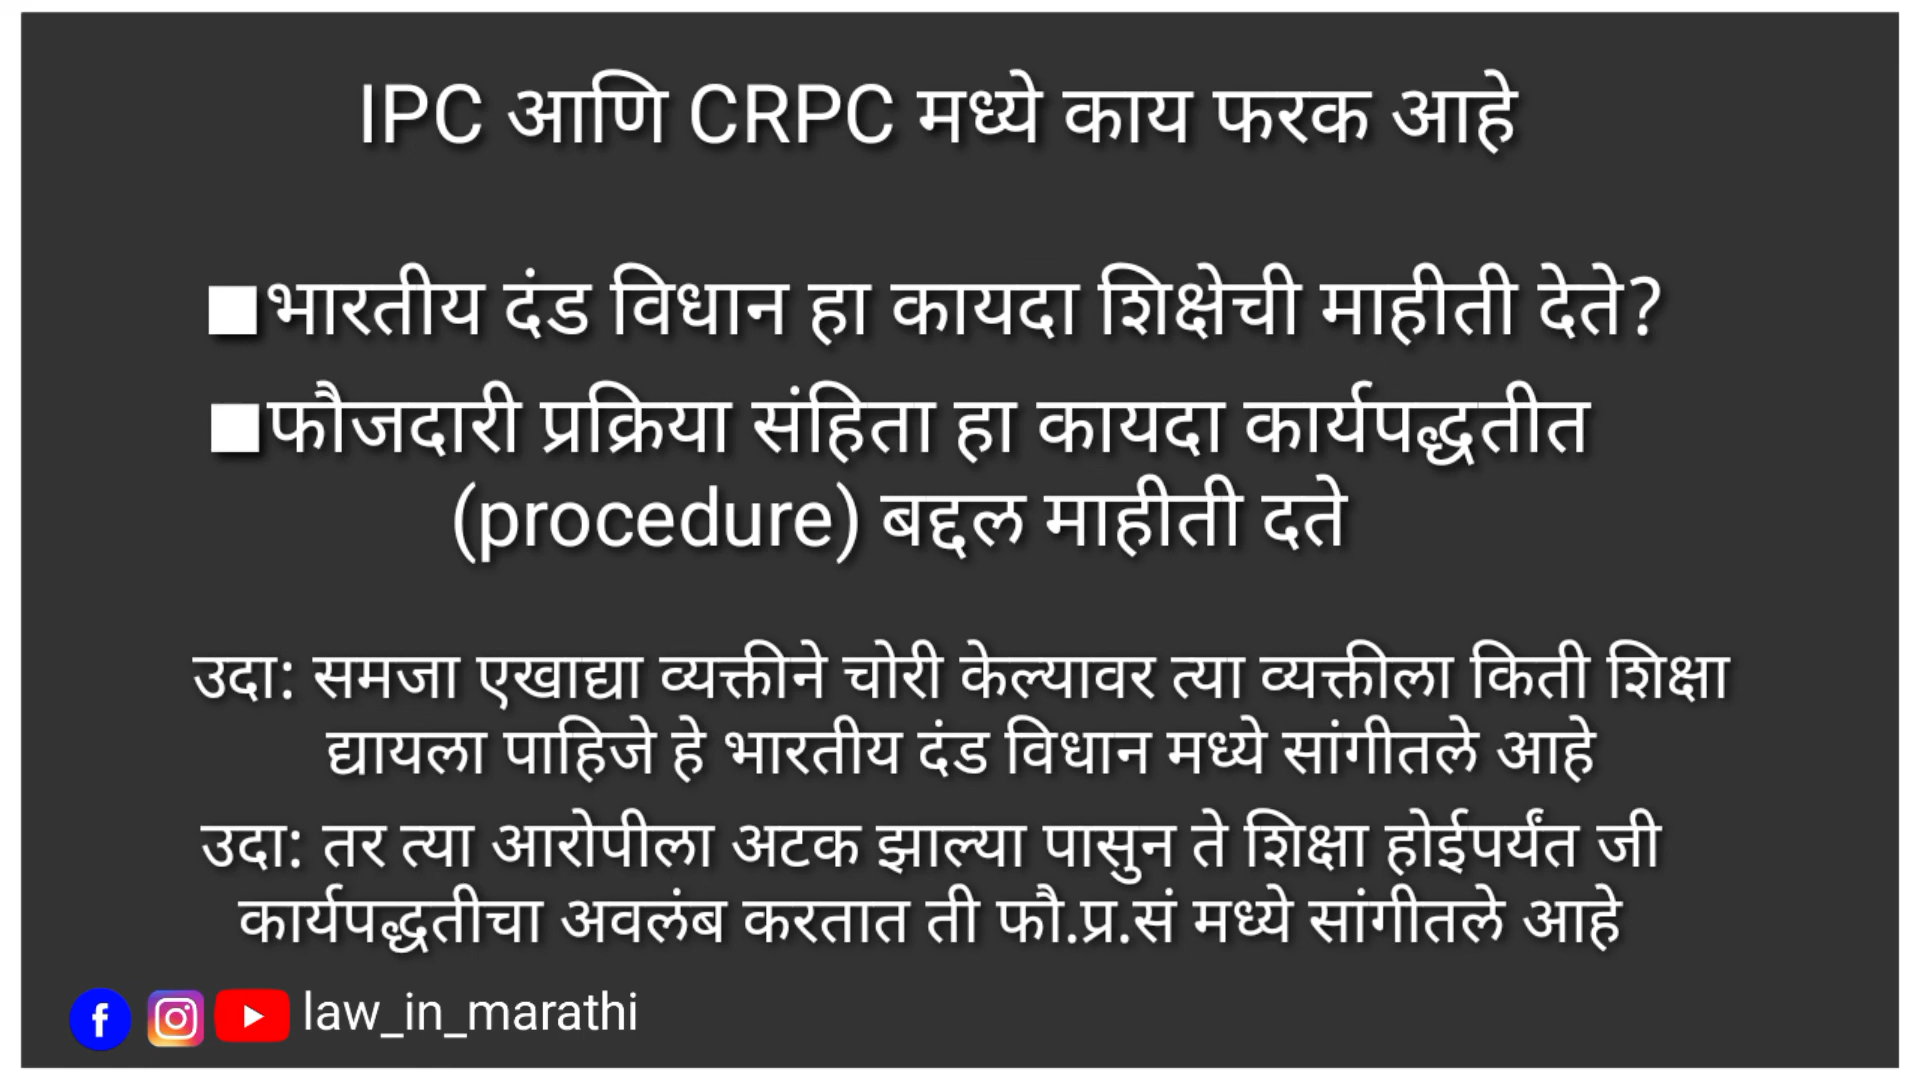 IPC आणि CRPC मध्ये काय फरक आहे
■भारतीय दंड विधान हा कायदा शिक्षेची माहीती देते?
■फौजदारी प्रक्रिया संहिता हा कायदा कार्यपद्धतीत
(procedure) बद्दल माहीती दते
उदा: समजा एखाद्या व्यक्तीने चोरी केल्यावर त्या व्यक्तीला किती शिक्षा
द्यायला पाहिजे हे भारतीय दंड विधान मध्ये सांगीतले आहे
उदा: तर त्या आरोपीला अटक झाल्या पासुन ते शिक्षा होईपर्यंत जी
कार्यपद्धतीचा अवलंब करतात ती फौ.प्र.सं मध्ये सांगीतले आहे
law_in_marathi